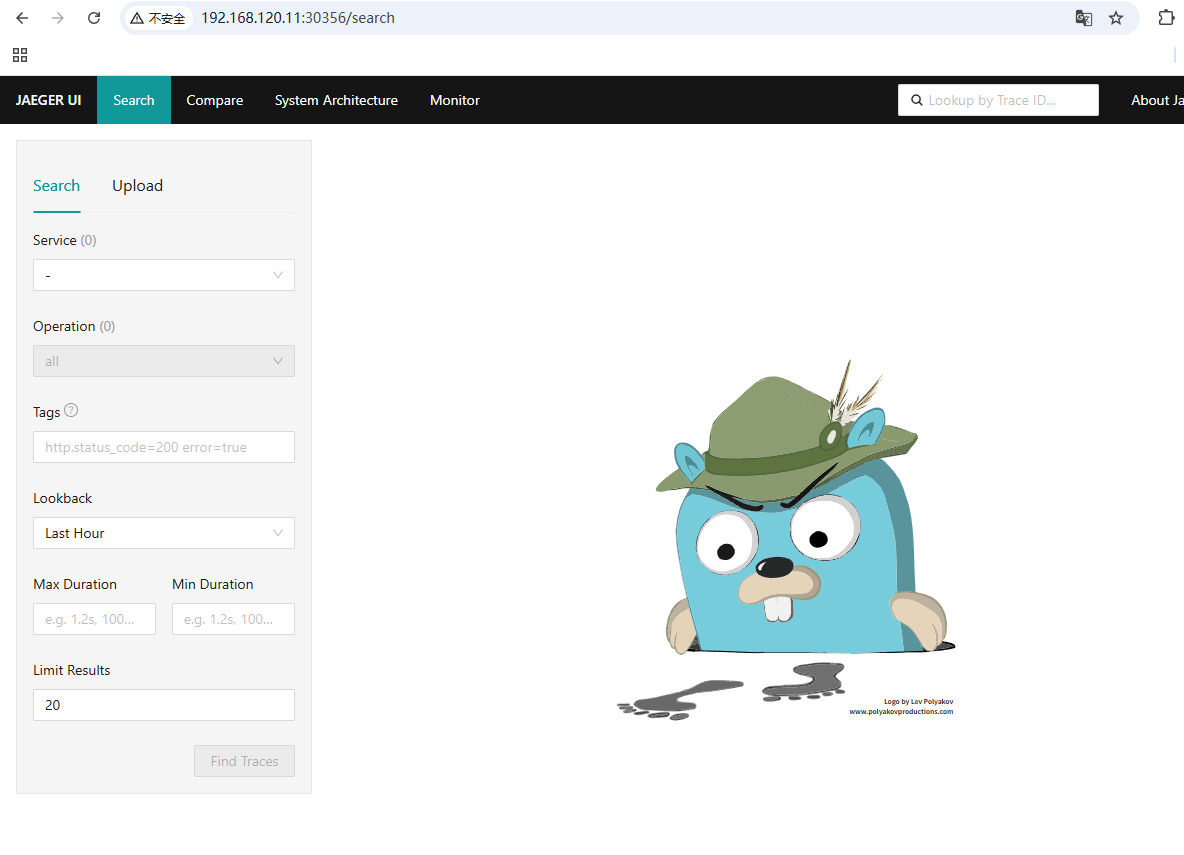 不安全 192.168.120.11:30356/search
JAEGER UI Search Compare System Architecture Monitor Lookup by Trace ID... About Ja
Search Upload
Service (0)
-
Operation (0)
all
Tags ?
http.status_code=200 error=true
Lookback
Last Hour
Max Duration Min Duration
e.g. 1.2s, 100... e.g. 1.2s, 100...
Limit Results
20
Find Traces
Logo by Lev Polyakov
www.polyakovproductions.com